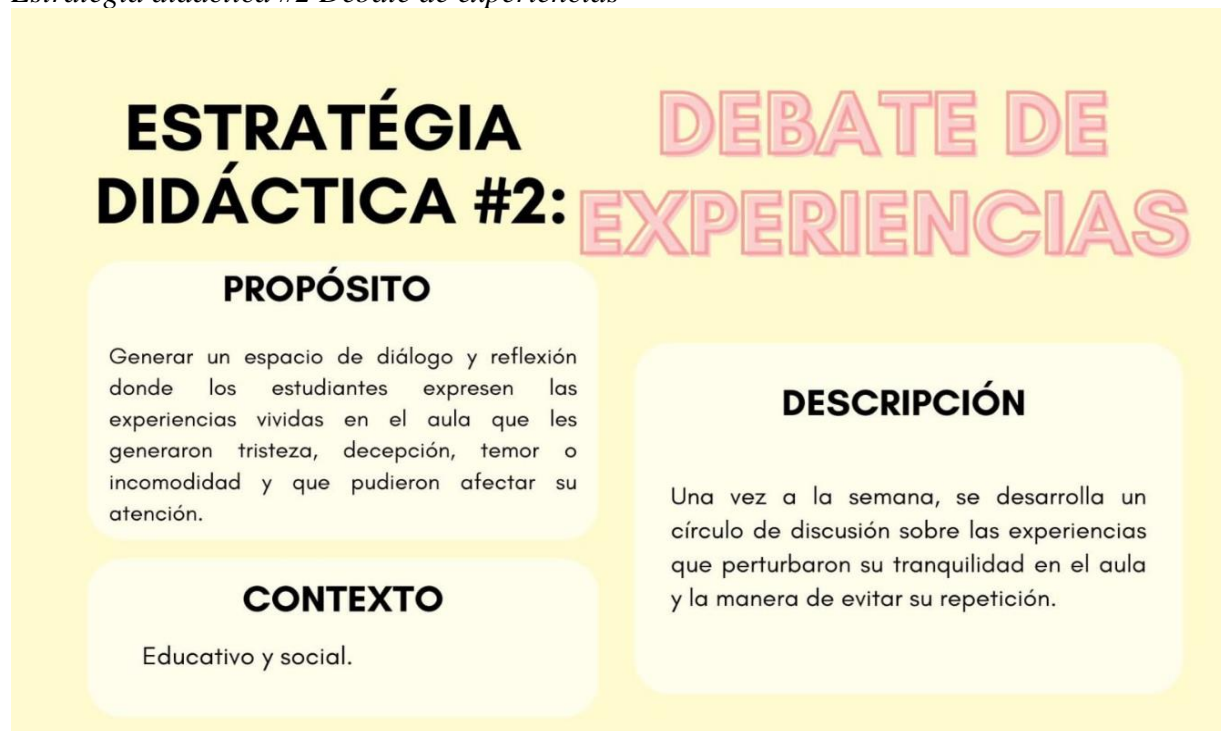 Estrategia didáctica #2 Debate de experiencias
ESTRATÉGIA
DIDÁCTICA #2:
DEBATE DE
EXPERIENCIAS
PROPÓSITO
Generar un espacio de diálogo y reflexión
donde los estudiantes expresen las
experiencias vividas en el aula que les
generaron tristeza, decepción, temor o
incomodidad y que pudieron afectar su
atención.
CONTEXTO
Educativo y social.
DESCRIPCIÓN
Una vez a la semana, se desarrolla un
círculo de discusión sobre las experiencias
que perturbaron su tranquilidad en el aula
y la manera de evitar su repetición.